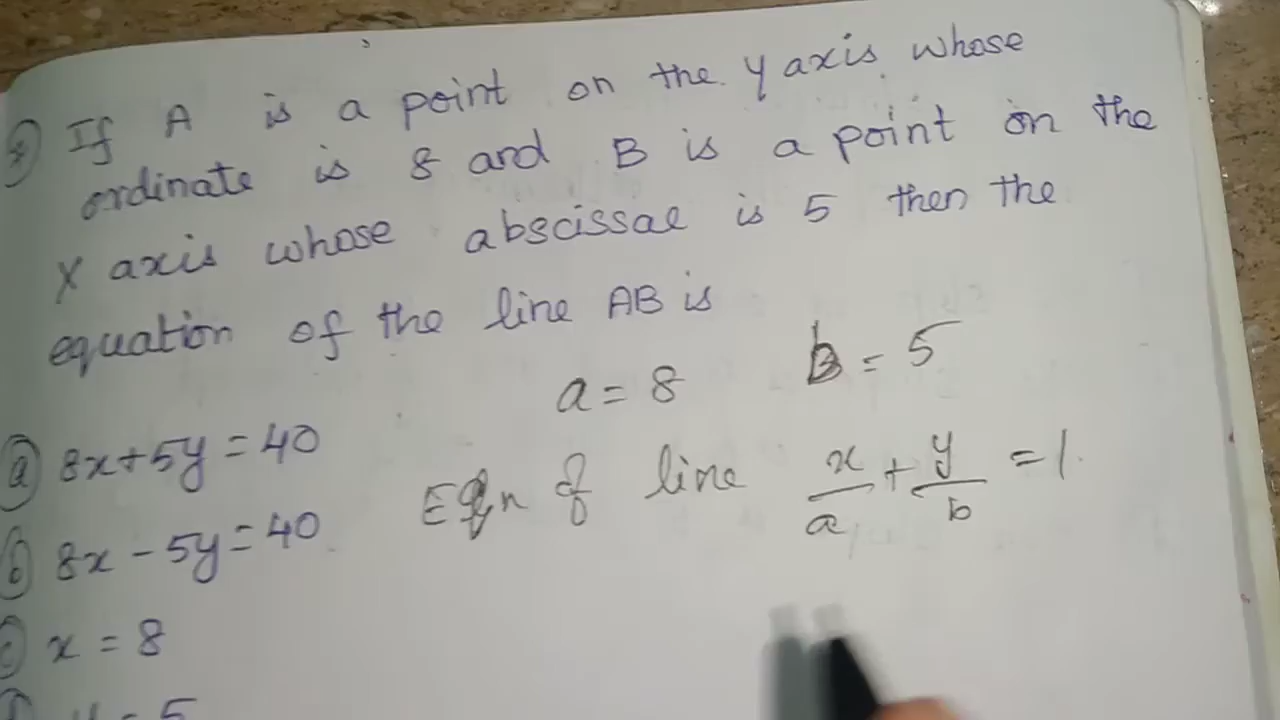 If A is a point on the y axis whose
ordinate is 8 and B is a point on the
X axis whose abscissae is 5 then the
equation of the line AB is
a = 8 b = 5
(a) 8x+5y=40
Eqn of line x/a + y/b = 1.
(b) 8x - 5y = 40
(c) x = 8
y = 5